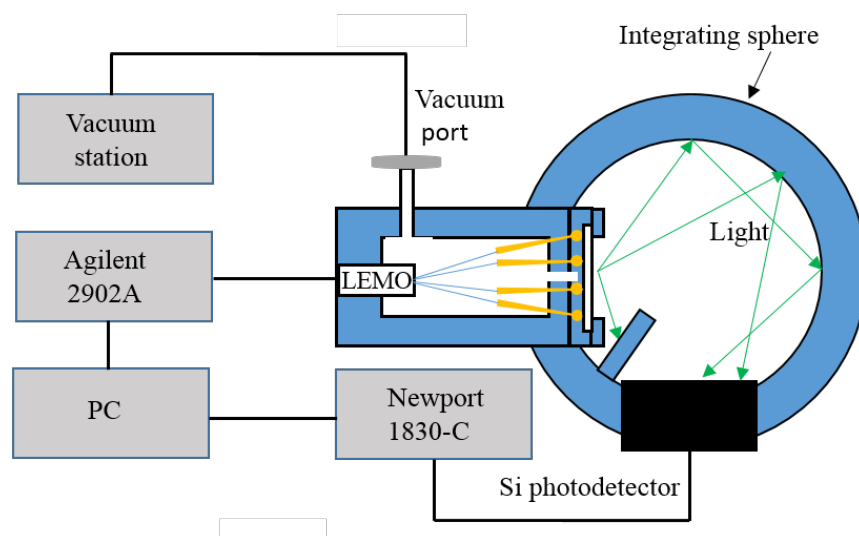 Integrating sphere
Vacuum
station
Vacuum
port
Light
Agilent
2902A
LEMO
PC
Newport
1830-C
Si photodetector